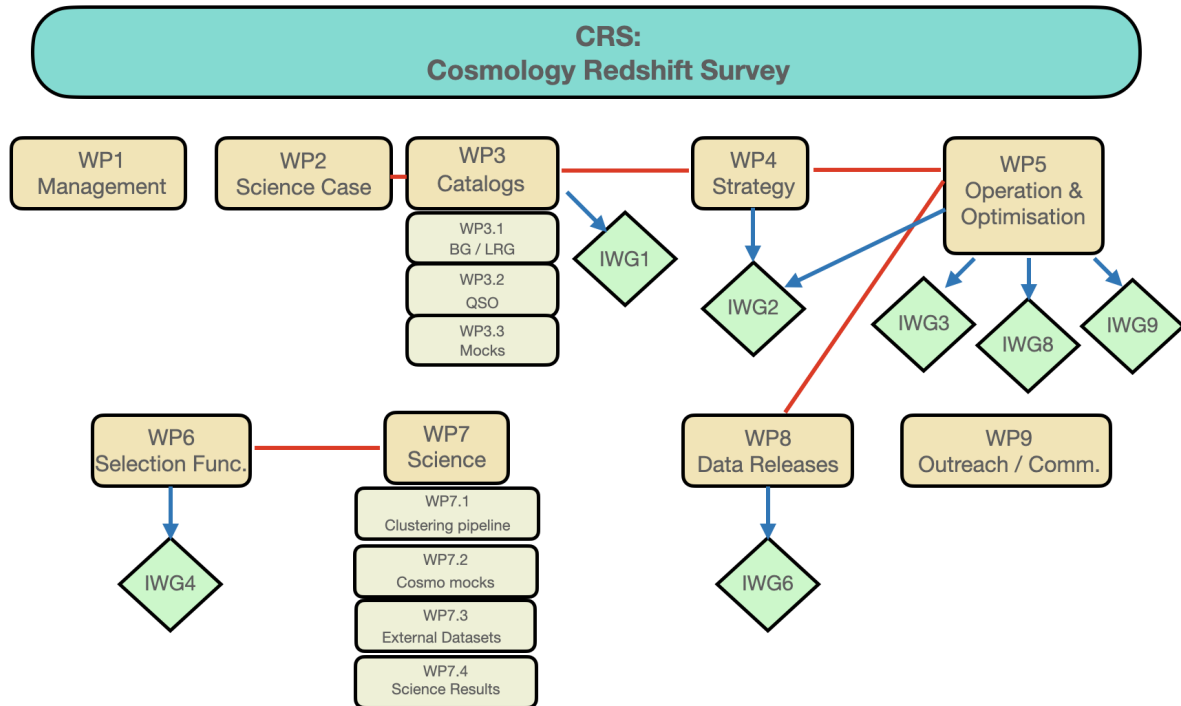 CRS:
Cosmology Redshift Survey
WP1
Management
WP2
Science Case
WP3
Catalogs
WP4
Strategy
WP5
Operation &
Optimisation
WP3.1
BG / LRG
WP3.2
QSO
WP3.3
Mocks
IWG1
IWG2
IWG3
IWG8
IWG9
WP6
Selection Func.
WP7
Science
WP8
Data Releases
WP9
Outreach / Comm.
WP7.1
Clustering pipeline
WP7.2
Cosmo mocks
WP7.3
External Datasets
WP7.4
Science Results
IWG4
IWG6